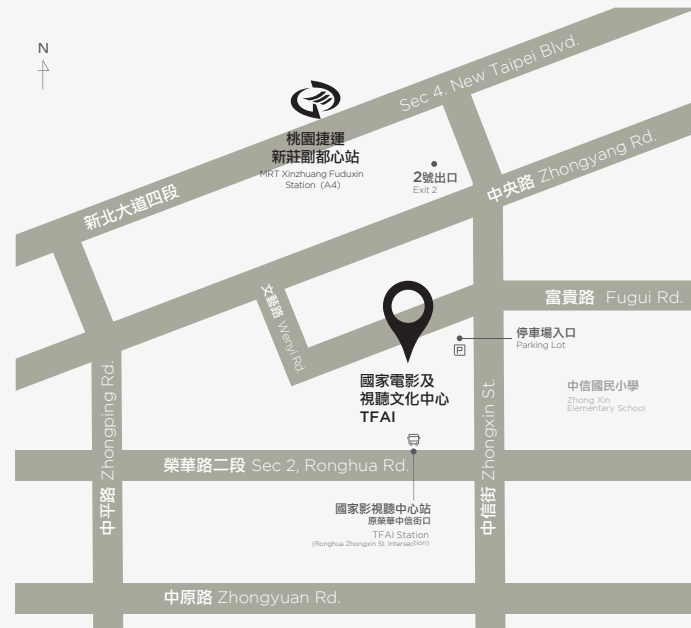 N
Sec 4. New Taipei Blvd.
桃園捷運
新莊副都心站
MRT Xinzhuang Fuduxin
Station (A4)
2號出口
Exit 2
中央路 Zhongyang Rd.
新北大道四段
文藝路 Wenyi Rd.
富貴路 Fugui Rd.
停車場入口
Parking Lot
P
國家電影及
視聽文化中心
TFAI
中信國民小學
Zhong Xin
Elementary School
中平路 Zhongping Rd.
中信街 Zhongxin St.
榮華路二段 Sec 2, Ronghua Rd.
國家影視聽中心站
原榮華中信街口
TFAI Station
(Ronghua Zhongxin St. Intersection)
中原路 Zhongyuan Rd.